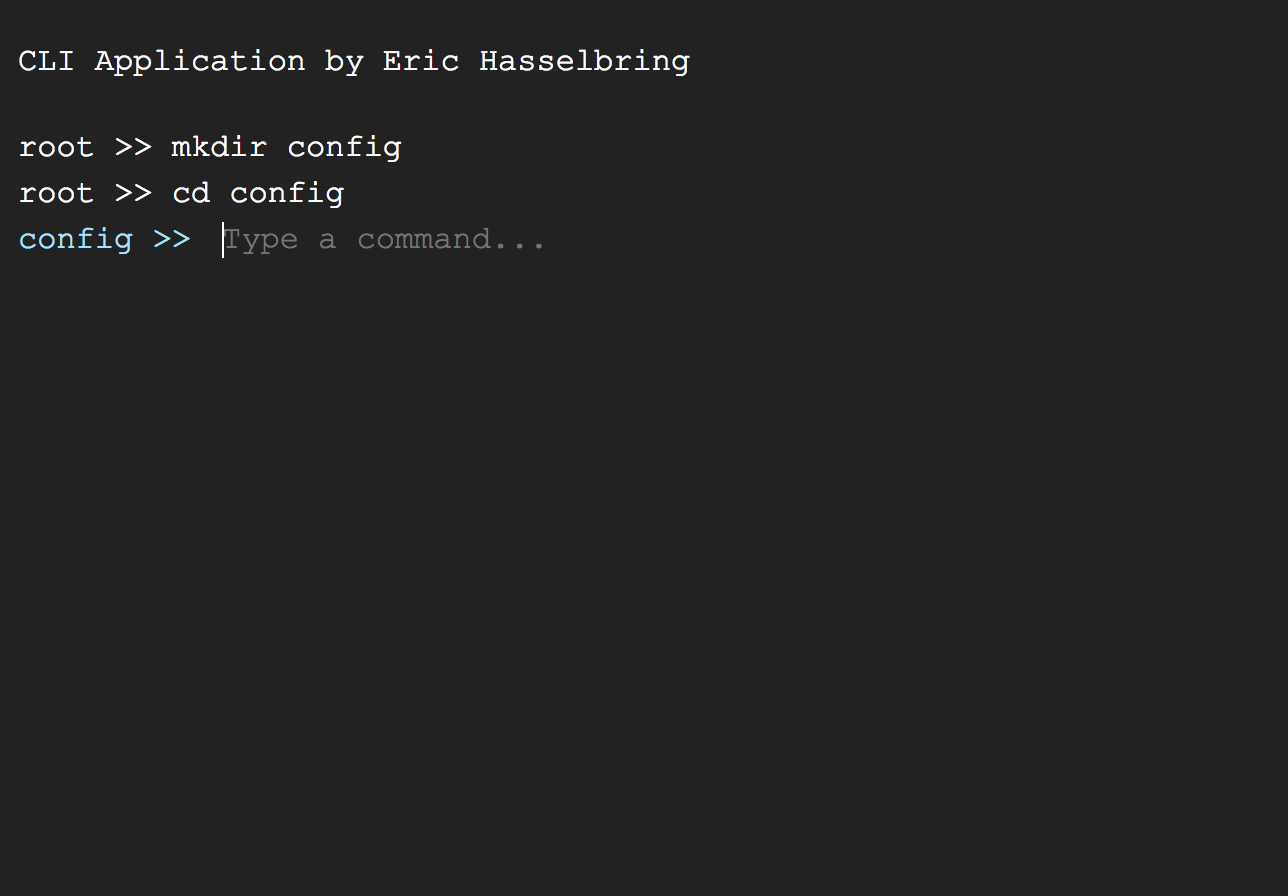 CLI Application by Eric Hasselbring
root >> mkdir config
root >> cd config
config >> Type a command...